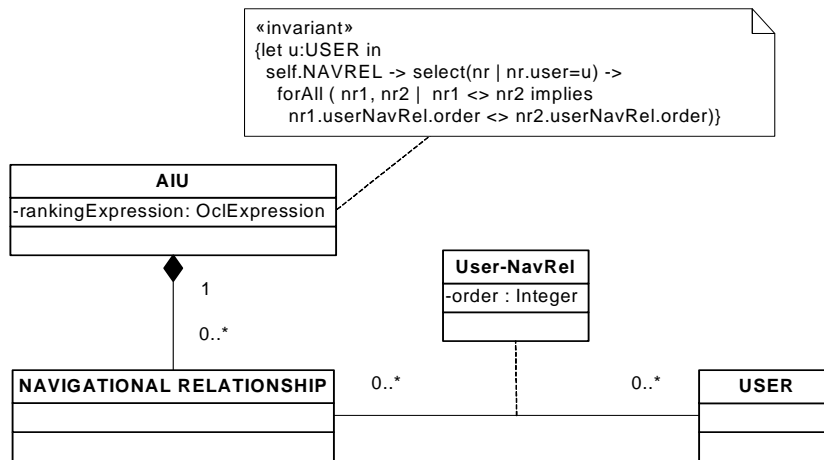 «invariant»
{let u:USER in
self.NAVREL -> select(nr | nr.user=u) ->
forAll ( nr1, nr2 | nr1 <> nr2 implies
nr1.userNavRel.order <> nr2.userNavRel.order)}
AIU
-rankingExpression: OclExpression
User-NavRel
-order : Integer
1
0..*
NAVIGATIONAL RELATIONSHIP
0..*
0..*
USER